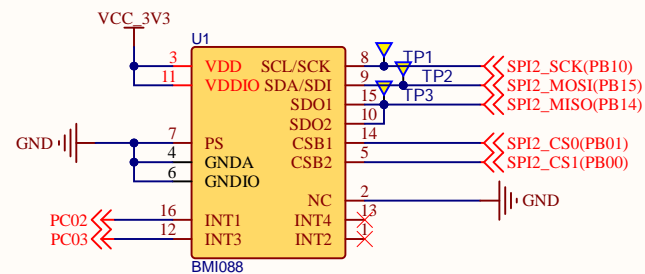 VCC_3V3
U1
3 VDD SCL/SCK 8 TP1 SPI2_SCK(PB10)
11 VDDIO SDA/SDI 9 TP2 SPI2_MOSI(PB15)
SDO1 15 TP3 SPI2_MISO(PB14)
SDO2 10
GND 7 PS CSB1 14 SPI2_CS0(PB01)
4 GNDA CSB2 5 SPI2_CS1(PB00)
6 GNDIO
NC 2 GND
PC02 16 INT1 INT4 13
PC03 12 INT3 INT2 1
BMI088